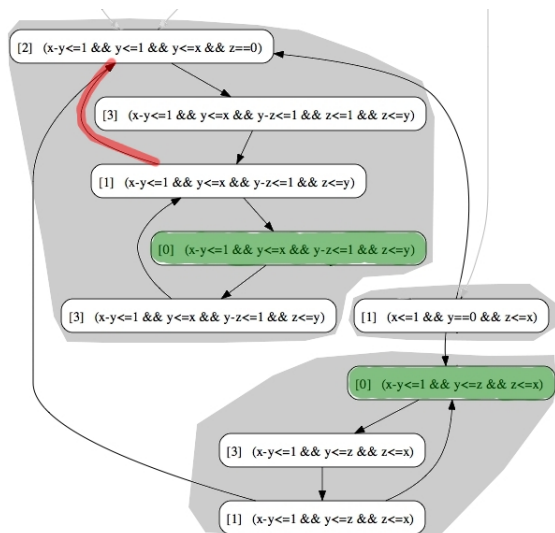 [2] (x-y<=1 && y<=1 && y<=x && z==0)
[3] (x-y<=1 && y<=x && y-z<=1 && z<=1 && z<=y)
[1] (x-y<=1 && y<=x && y-z<=1 && z<=y)
[0] (x-y<=1 && y<=x && y-z<=1 && z<=y)
[3] (x-y<=1 && y<=x && y-z<=1 && z<=y)
[1] (x<=1 && y==0 && z<=x)
[0] (x-y<=1 && y<=z && z<=x)
[3] (x-y<=1 && y<=z && z<=x)
[1] (x-y<=1 && y<=z && z<=x)